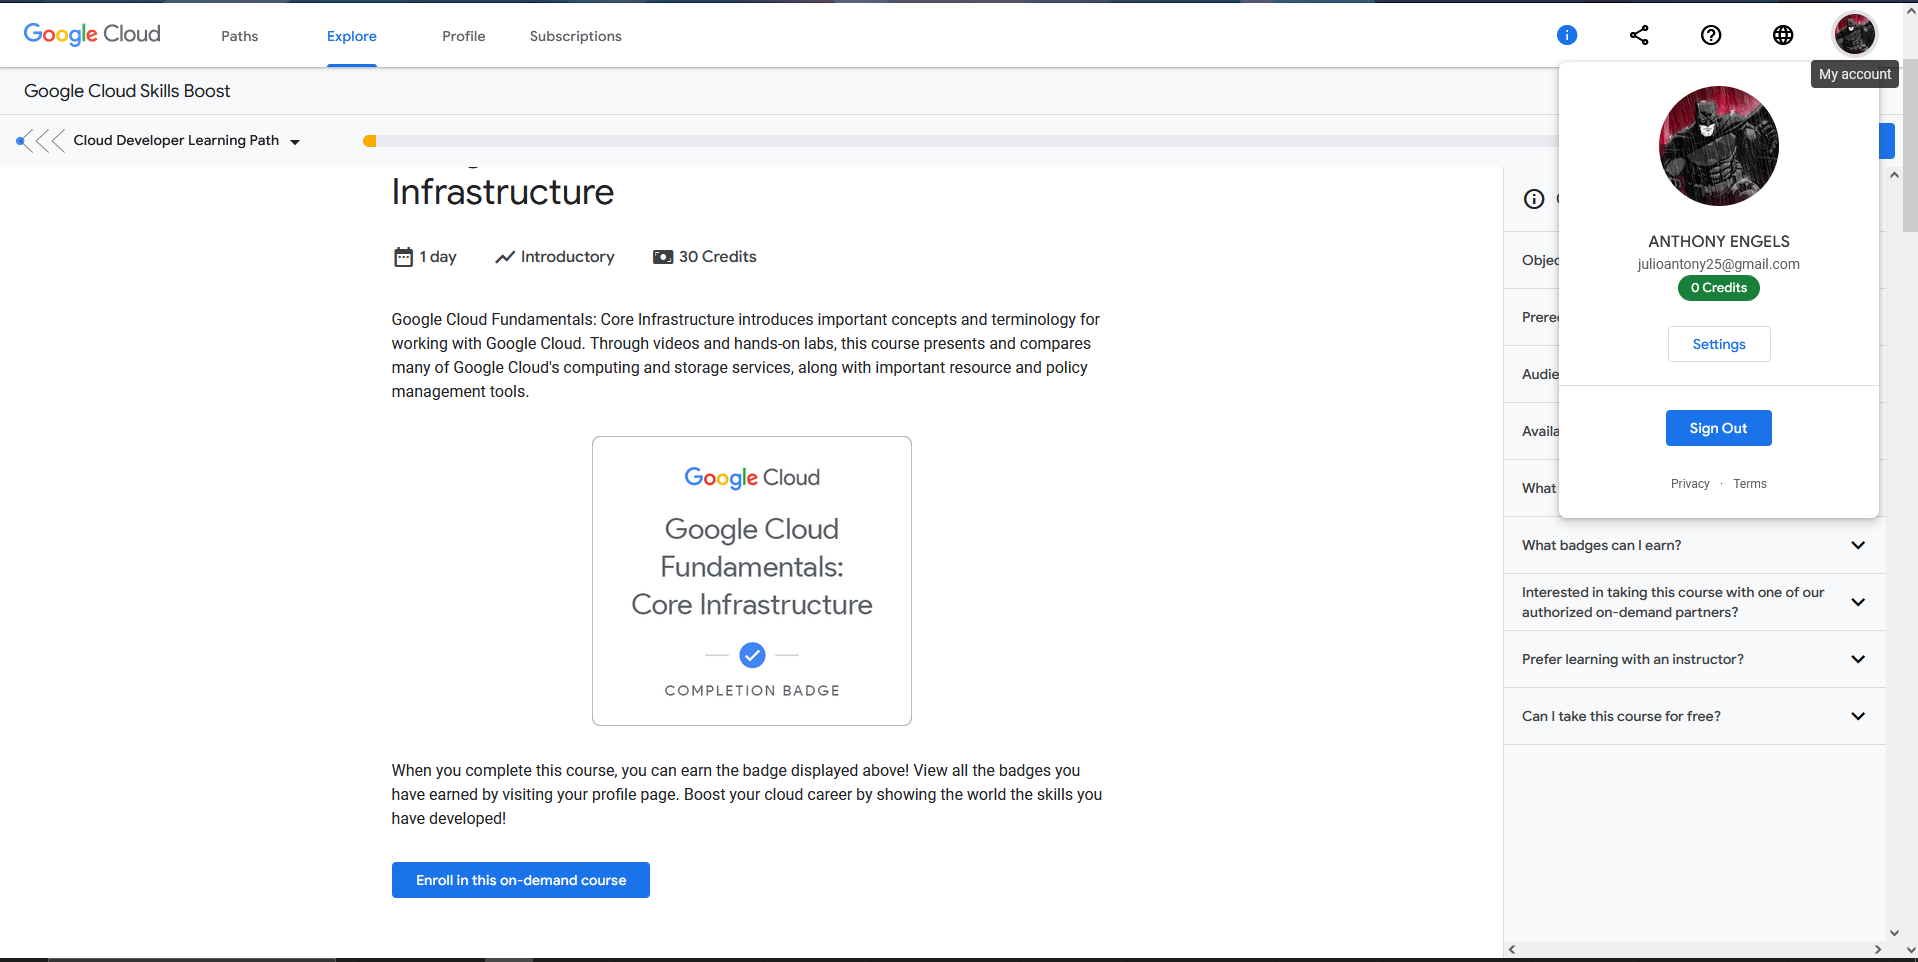 Google Cloud
Paths
Explore
Profile
Subscriptions
My account
Google Cloud Skills Boost
Cloud Developer Learning Path
Infrastructure
1 day
Introductory
30 Credits
Google Cloud Fundamentals: Core Infrastructure introduces important concepts and terminology for
working with Google Cloud. Through videos and hands-on labs, this course presents and compares
many of Google Cloud's computing and storage services, along with important resource and policy
management tools.
Google Cloud
Google Cloud
Fundamentals:
Core Infrastructure
COMPLETION BADGE
When you complete this course, you can earn the badge displayed above! View all the badges you
have earned by visiting your profile page. Boost your cloud career by showing the world the skills you
have developed!
Enroll in this on-demand course
ANTHONY ENGELS
julioantony25@gmail.com
0 Credits
Settings
Sign Out
Privacy · Terms
Objec
Prere
Audie
Availa
What
What badges can I earn?
Interested in taking this course with one of our
authorized on-demand partners?
Prefer learning with an instructor?
Can I take this course for free?